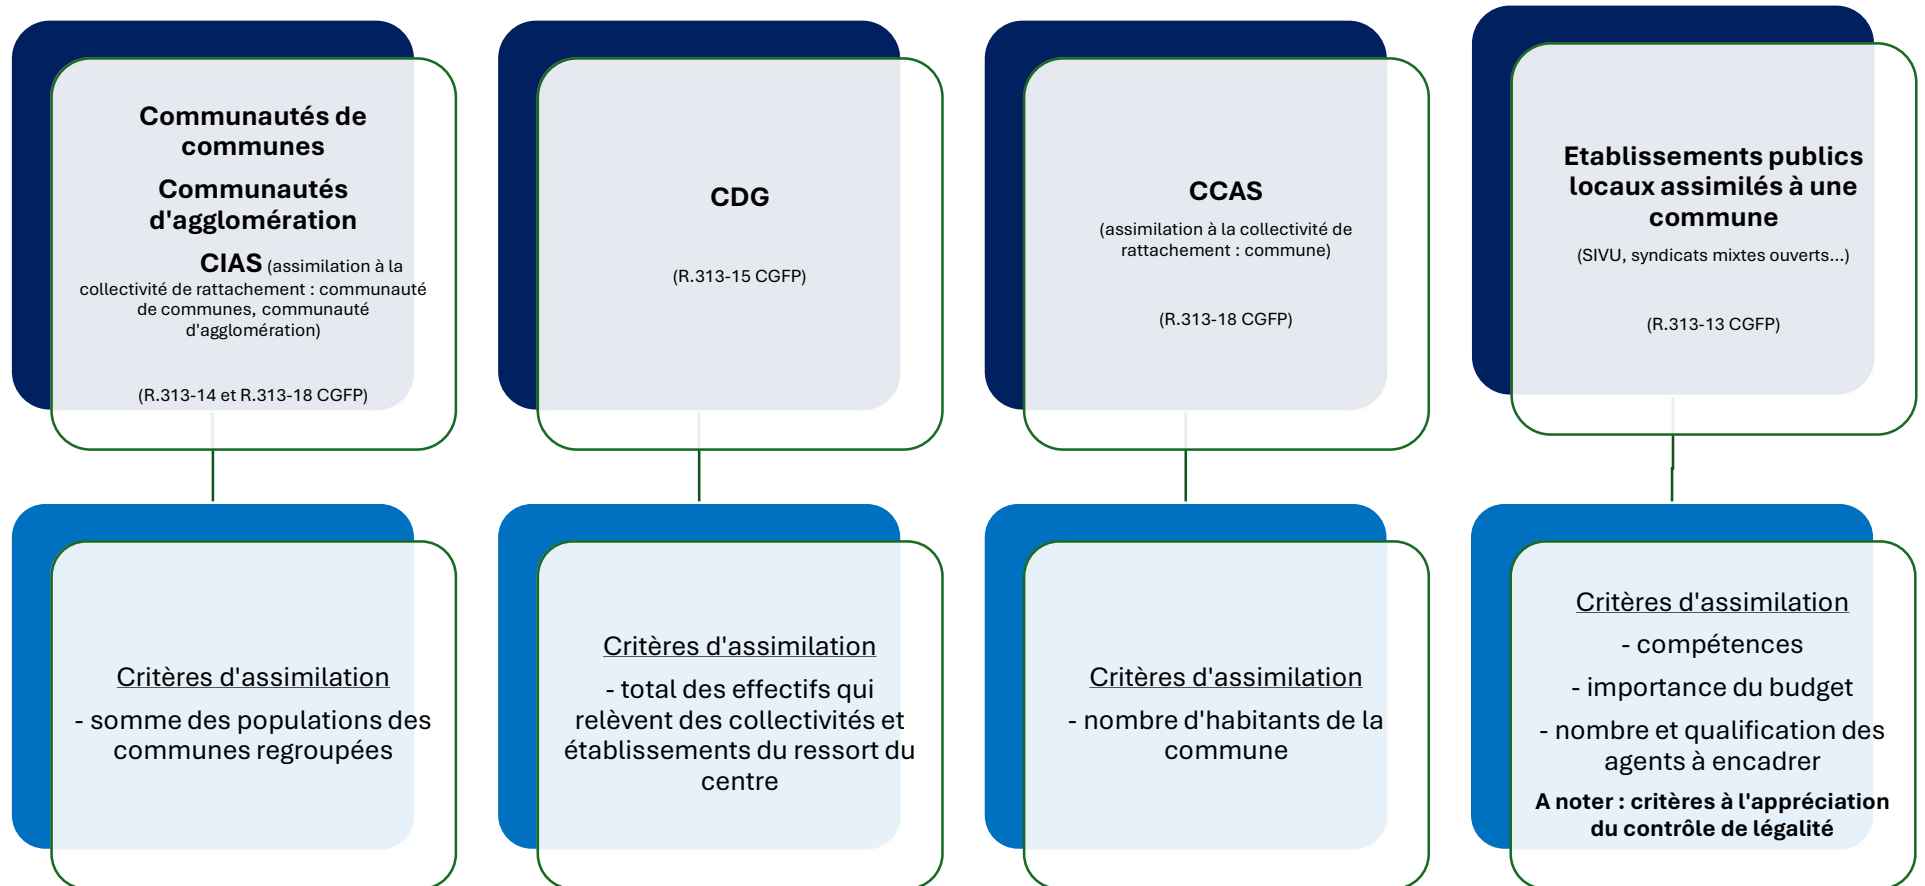 Communautés de
communes
Communautés
d'agglomération
CIAS (assimilation à la
collectivité de rattachement : communauté
de communes, communauté
d'agglomération)
(R.313-14 et R.313-18 CGFP)
CDG
(R.313-15 CGFP)
CCAS
(assimilation à la collectivité de
rattachement : commune)
(R.313-18 CGFP)
Etablissements publics
locaux assimilés à une
commune
(SIVU, syndicats mixtes ouverts...)
(R.313-13 CGFP)
Critères d'assimilation
- somme des populations des
communes regroupées
Critères d'assimilation
- total des effectifs qui
relèvent des collectivités et
établissements du ressort du
centre
Critères d'assimilation
- nombre d'habitants de la
commune
Critères d'assimilation
- compétences
- importance du budget
- nombre et qualification des
agents à encadrer
A noter : critères à l'appréciation
du contrôle de légalité